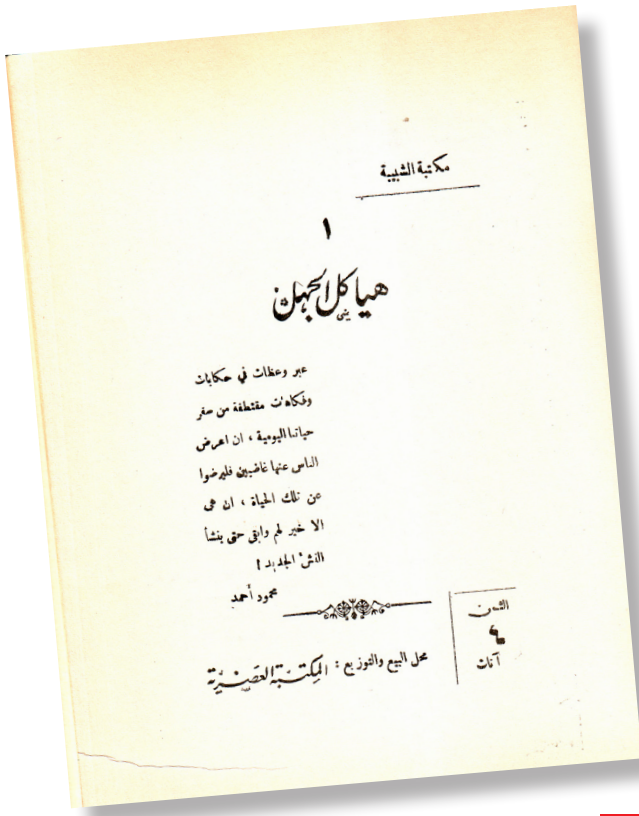 مكتبة الشبيبة
١
هياكل الجهل
عبر وعظات في حكايات
وفكاهات مقتطفة من سفر
حياتنا اليومية ، ان اعرض
الناس عنها غاضبين فليرضوا
عن تلك الحياة ، ان هى
الا خير لهم وابقى حتى ينشأ
النش الجديد !
محمود أحمد
الثمن
٤
آنات
محل البيع والتوزيع : المكتبة العصرية